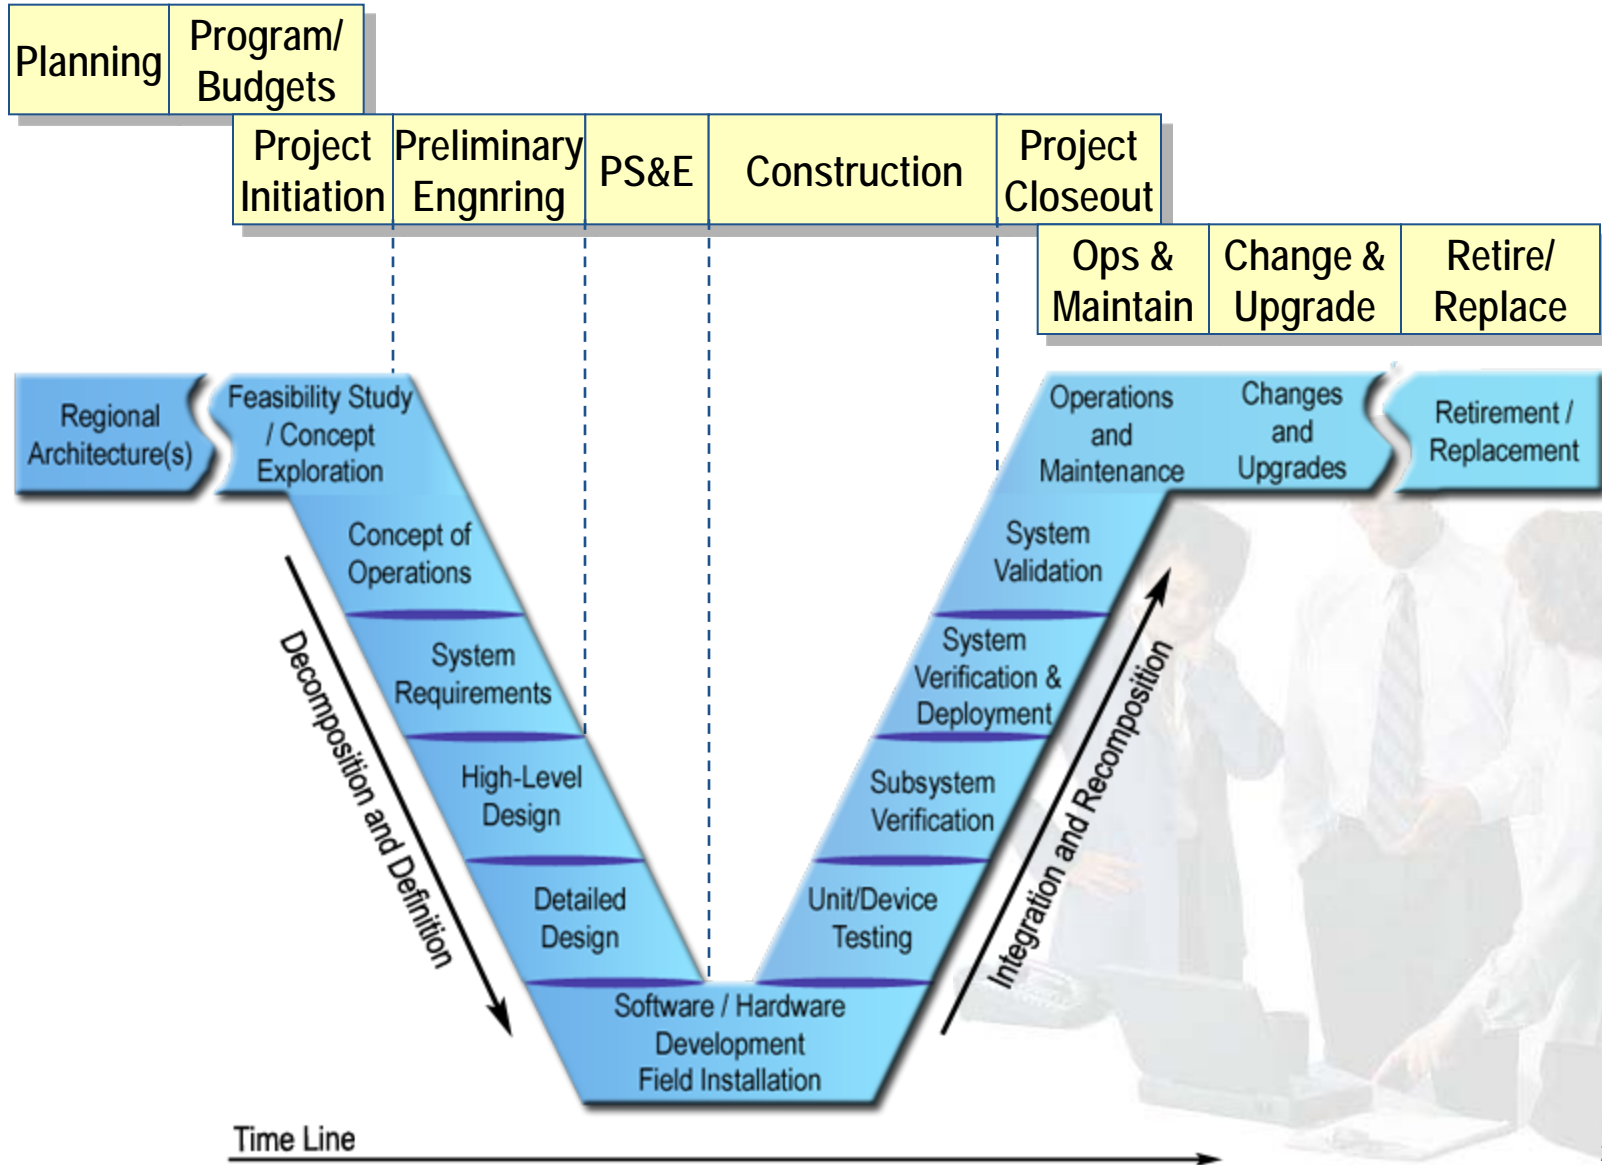 Planning
Program/
Budgets
Project
Initiation
Preliminary
Engnring
PS&E
Construction
Project
Closeout
Ops &
Maintain
Change &
Upgrade
Retire/
Replace
Regional
Architecture(s)
Feasibility Study
/ Concept
Exploration
Concept of
Operations
System
Requirements
High-Level
Design
Detailed
Design
Software / Hardware
Development
Field Installation
Unit/Device
Testing
Subsystem
Verification
System
Verification &
Deployment
System
Validation
Operations
and
Maintenance
Changes
and
Upgrades
Retirement /
Replacement
Decomposition and Definition
Integration and Recomposition
Time Line